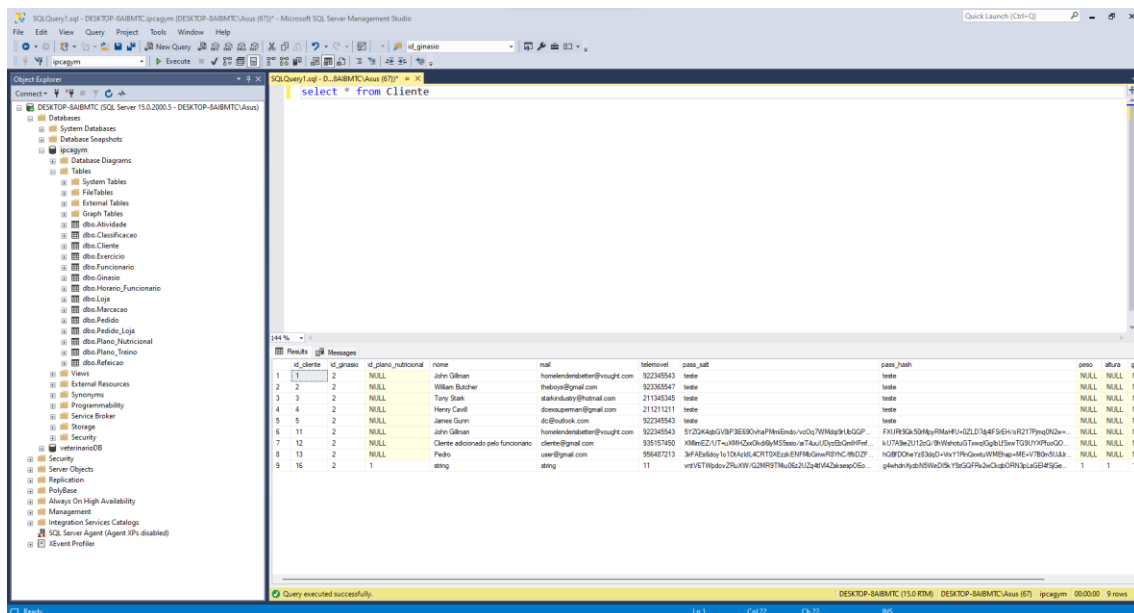 SQLQuery1.sql - DESKTOP-8AIBMTC.ipcagym (DESKTOP-8AIBMTC\Asus (67))* - Microsoft SQL Server Management Studio
Quick Launch (Ctrl+Q)
File Edit View Query Project Tools Window Help
New Query id_ginasio
ipcagym Execute
Object Explorer
SQLQuery1.sql - D...8AIBMTC\Asus (67))*
Connect
select * from Cliente
DESKTOP-8AIBMTC (SQL Server 15.0.2000.5 - DESKTOP-8AIBMTC\Asus)
Databases
System Databases
Database Snapshots
ipcagym
Database Diagrams
Tables
System Tables
FileTables
External Tables
Graph Tables
dbo.Atividade
dbo.Classificacao
dbo.Cliente
dbo.Exercicio
dbo.Funcionario
dbo.Ginasio
dbo.Horario_Funcionario
dbo.Loja
dbo.Marcacao
dbo.Pedido
dbo.Pedido_Loja
dbo.Plano_Nutricional
dbo.Plano_Treino
dbo.Refeicao
Views
External Resources
Synonyms
Programmability
Service Broker
Storage
Security
veterinarioDB
Security
Server Objects
Replication
PolyBase
Always On High Availability
Management
Integration Services Catalogs
SQL Server Agent (Agent XPs disabled)
XEvent Profiler
144 %
Results Messages
id_cliente id_ginasio id_plano_nutricional nome mail telemovel pass_salt pass_hash peso altura
1 1 2 NULL John Gillman homelenderisbetter@vought.com 922345543 teste teste NULL NULL
2 2 2 NULL William Butcher theboys@gmail.com 923365547 teste teste NULL NULL
3 3 2 NULL Tony Stark starkindustry@hotmail.com 211345345 teste teste NULL NULL
4 4 2 NULL Henry Cavill dcexsuperman@gmail.com 211211211 teste teste NULL NULL
5 5 2 NULL James Gunn dc@outlook.com teste teste NULL NULL
6 11 2 NULL John Gillman homelenderisbetter@vought.com 922345543 NULL NULL
7 12 2 NULL Cliente adicionado pelo funcionario cliente@gmail.com 935157450 NULL NULL
8 13 2 NULL Pedro user@gmail.com 956487213 NULL NULL
9 16 2 1 string string 11 1 1
Query executed successfully.
DESKTOP-8AIBMTC (15.0 RTM) DESKTOP-8AIBMTC\Asus (67) ipcagym 00:00:00 9 rows
Ready Ln 1 Col 22 Ch 22 INS